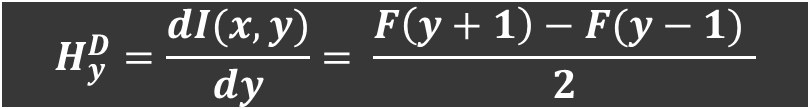 H_y^D = dI(x, y)/dy = F(y + 1) − F(y − 1)/2